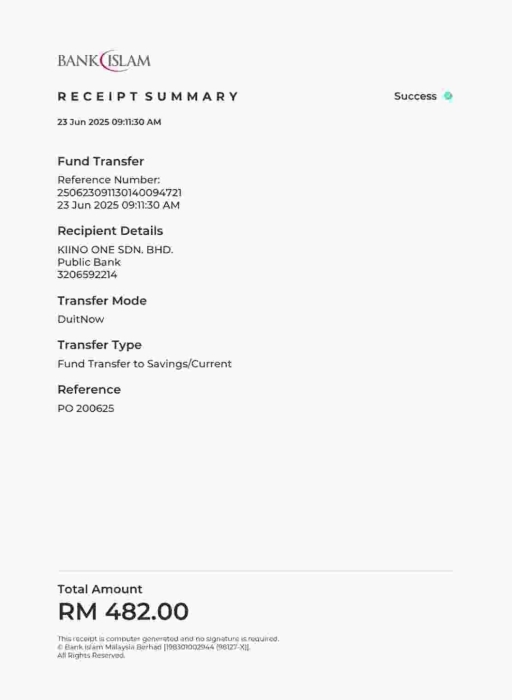 BANK ISLAM
RECEIPT SUMMARY
Success
23 Jun 2025 09:11:30 AM
Fund Transfer
Reference Number:
250623091130140094721
23 Jun 2025 09:11:30 AM
Recipient Details
KIINO ONE SDN. BHD.
Public Bank
3206592214
Transfer Mode
DuitNow
Transfer Type
Fund Transfer to Savings/Current
Reference
PO 200625
Total Amount
RM 482.00
This receipt is computer generated and no signature is required.
© Bank Islam Malaysia Berhad [198301002944 (98127-X)].
All Rights Reserved.